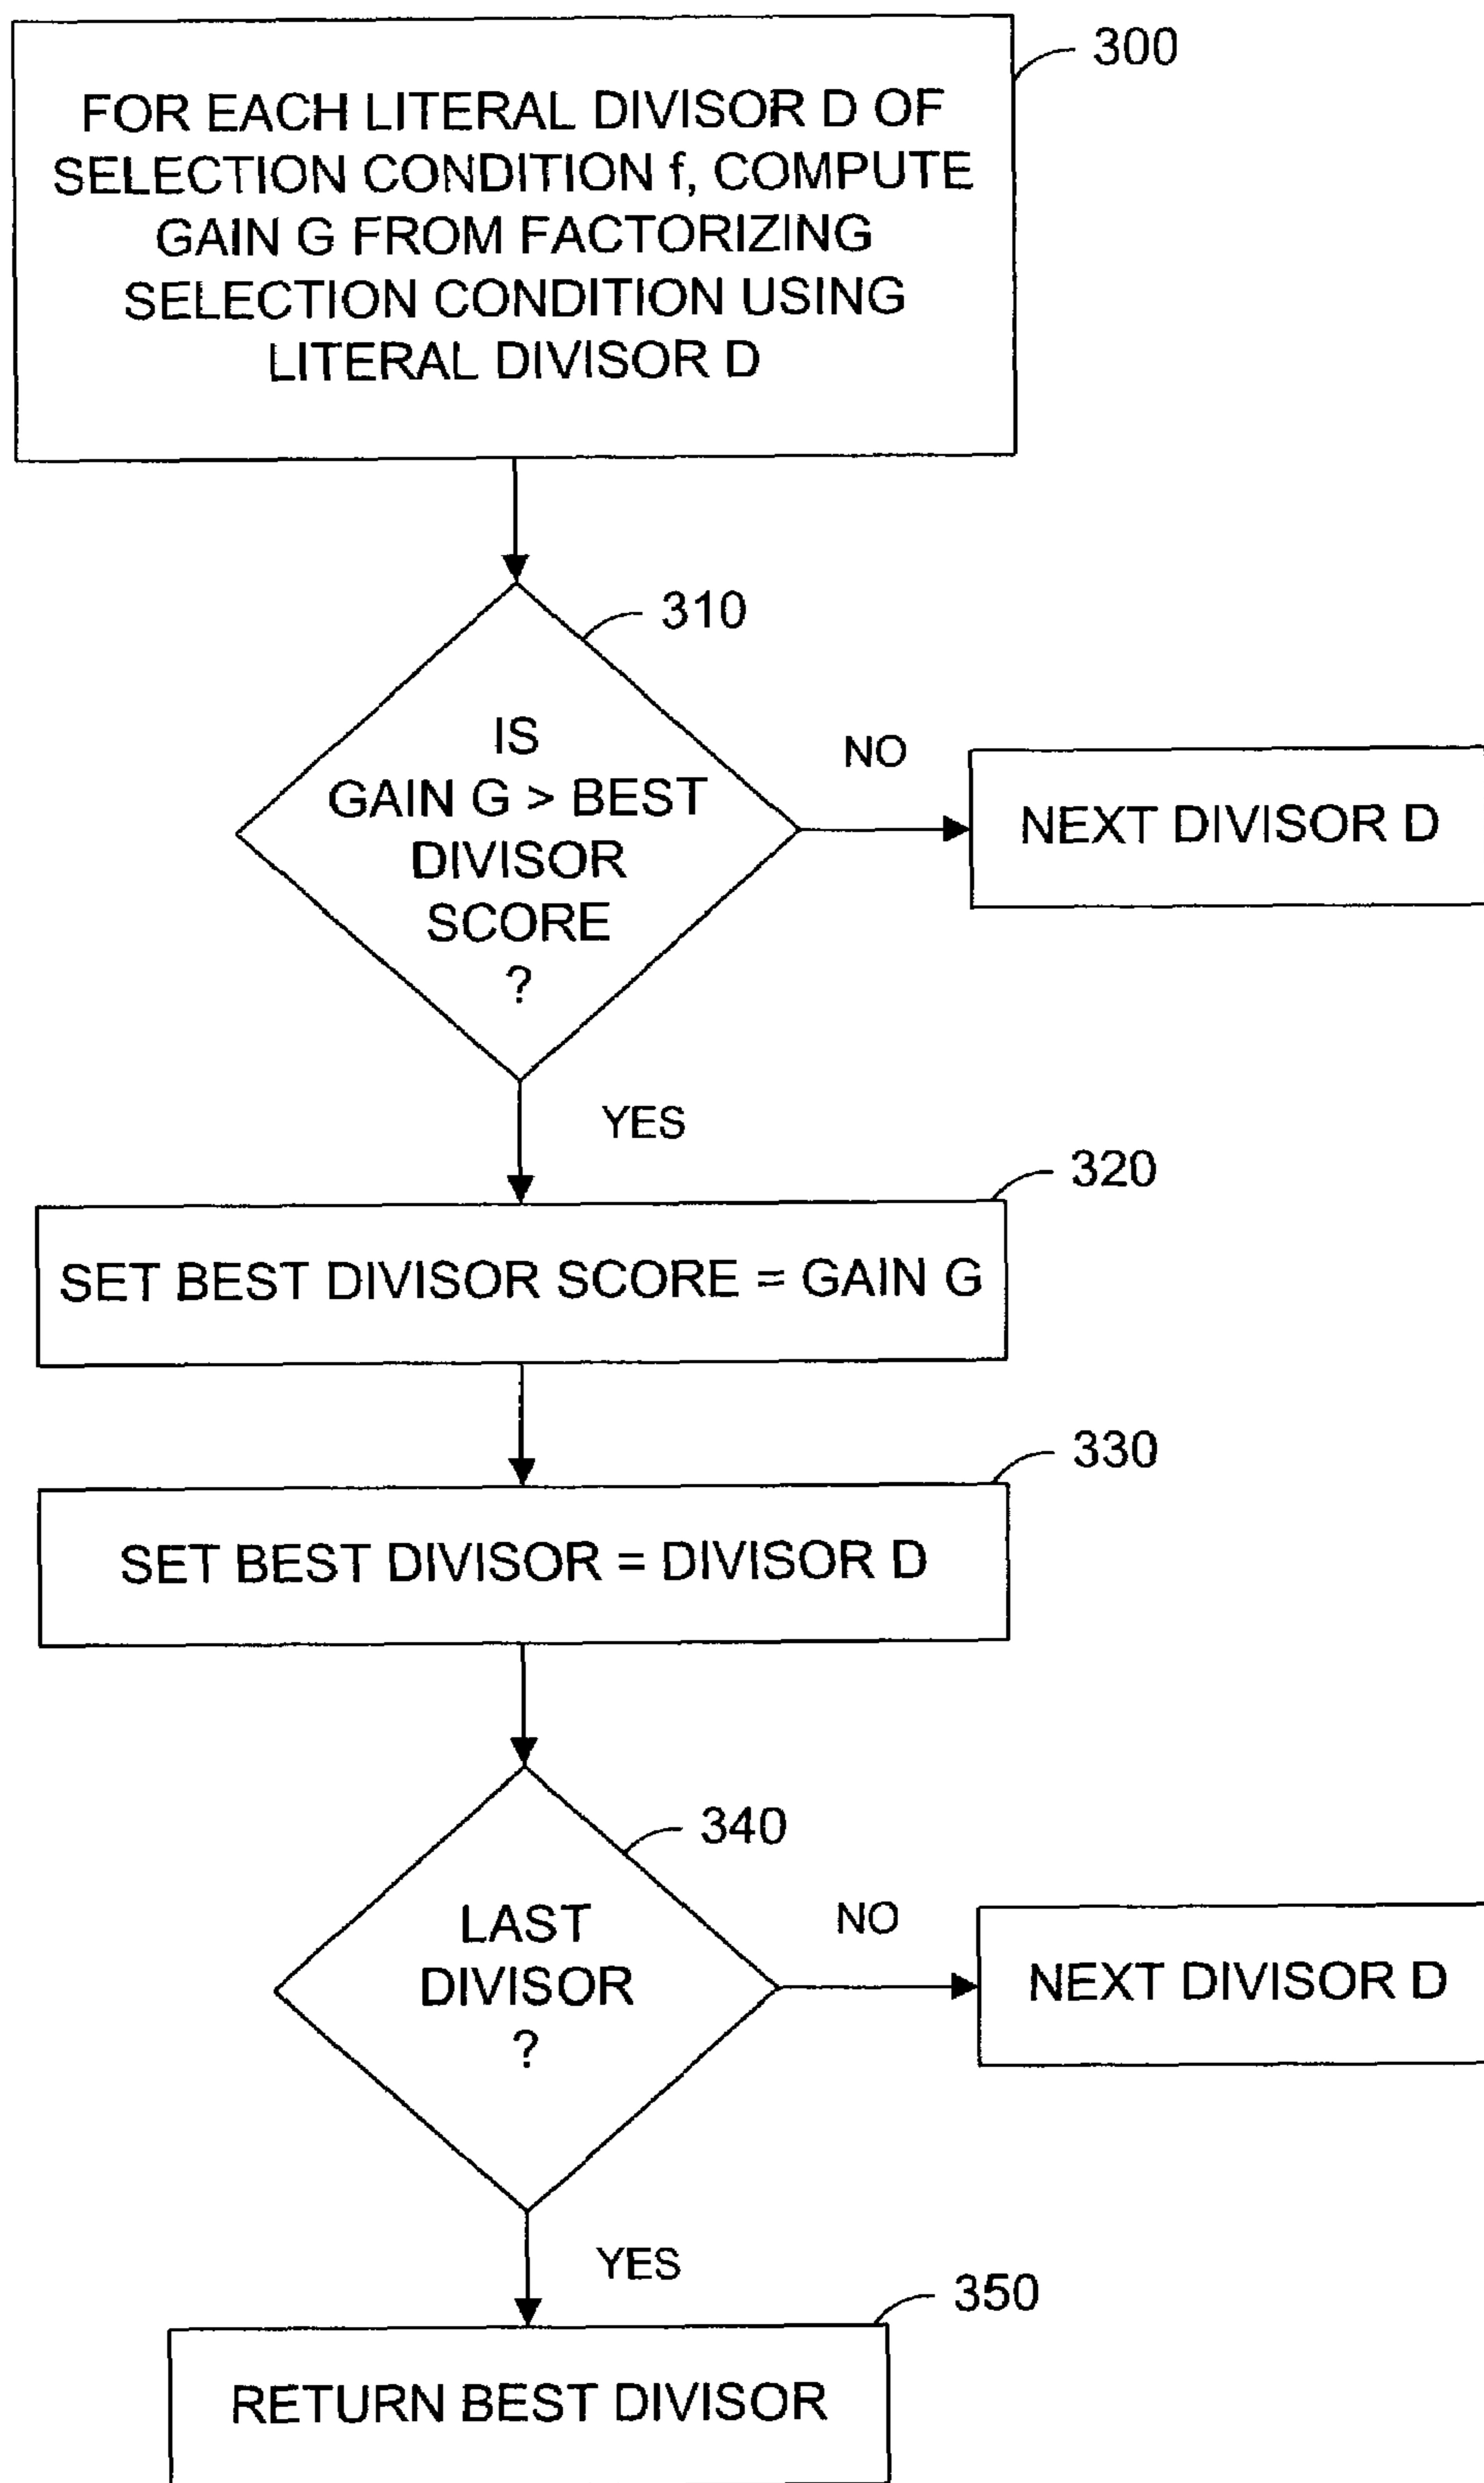 300
FOR EACH LITERAL DIVISOR D OF
SELECTION CONDITION f, COMPUTE
GAIN G FROM FACTORIZING
SELECTION CONDITION USING
LITERAL DIVISOR D
310
IS
GAIN G > BEST
DIVISOR
SCORE
?
NO
NEXT DIVISOR D
YES
320
SET BEST DIVISOR SCORE = GAIN G
330
SET BEST DIVISOR = DIVISOR D
340
LAST
DIVISOR
?
NO
NEXT DIVISOR D
YES
350
RETURN BEST DIVISOR